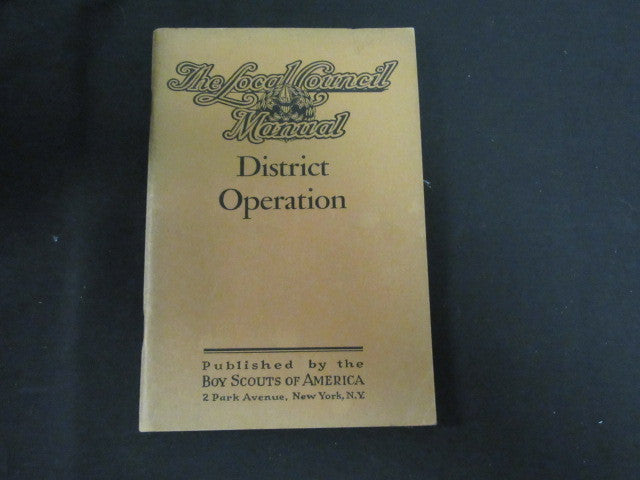 The Local Council
Manual
District
Operation
Published by the
BOY SCOUTS OF AMERICA
2 Park Avenue, New York, N.Y.